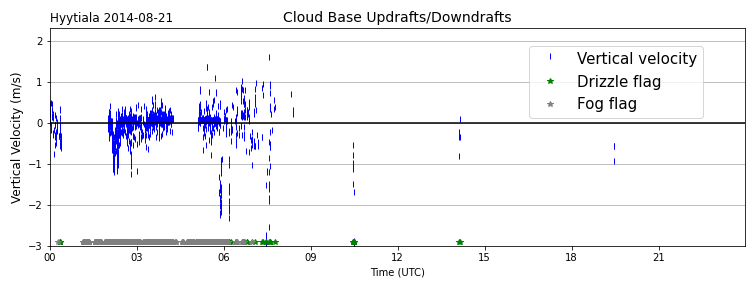 Hyytiala 2014-08-21
Cloud Base Updrafts/Downdrafts
Vertical Velocity (m/s)
2
1
0
−1
−2
−3
Vertical velocity
Drizzle flag
Fog flag
00 03 06 09 12 15 18 21
Time (UTC)